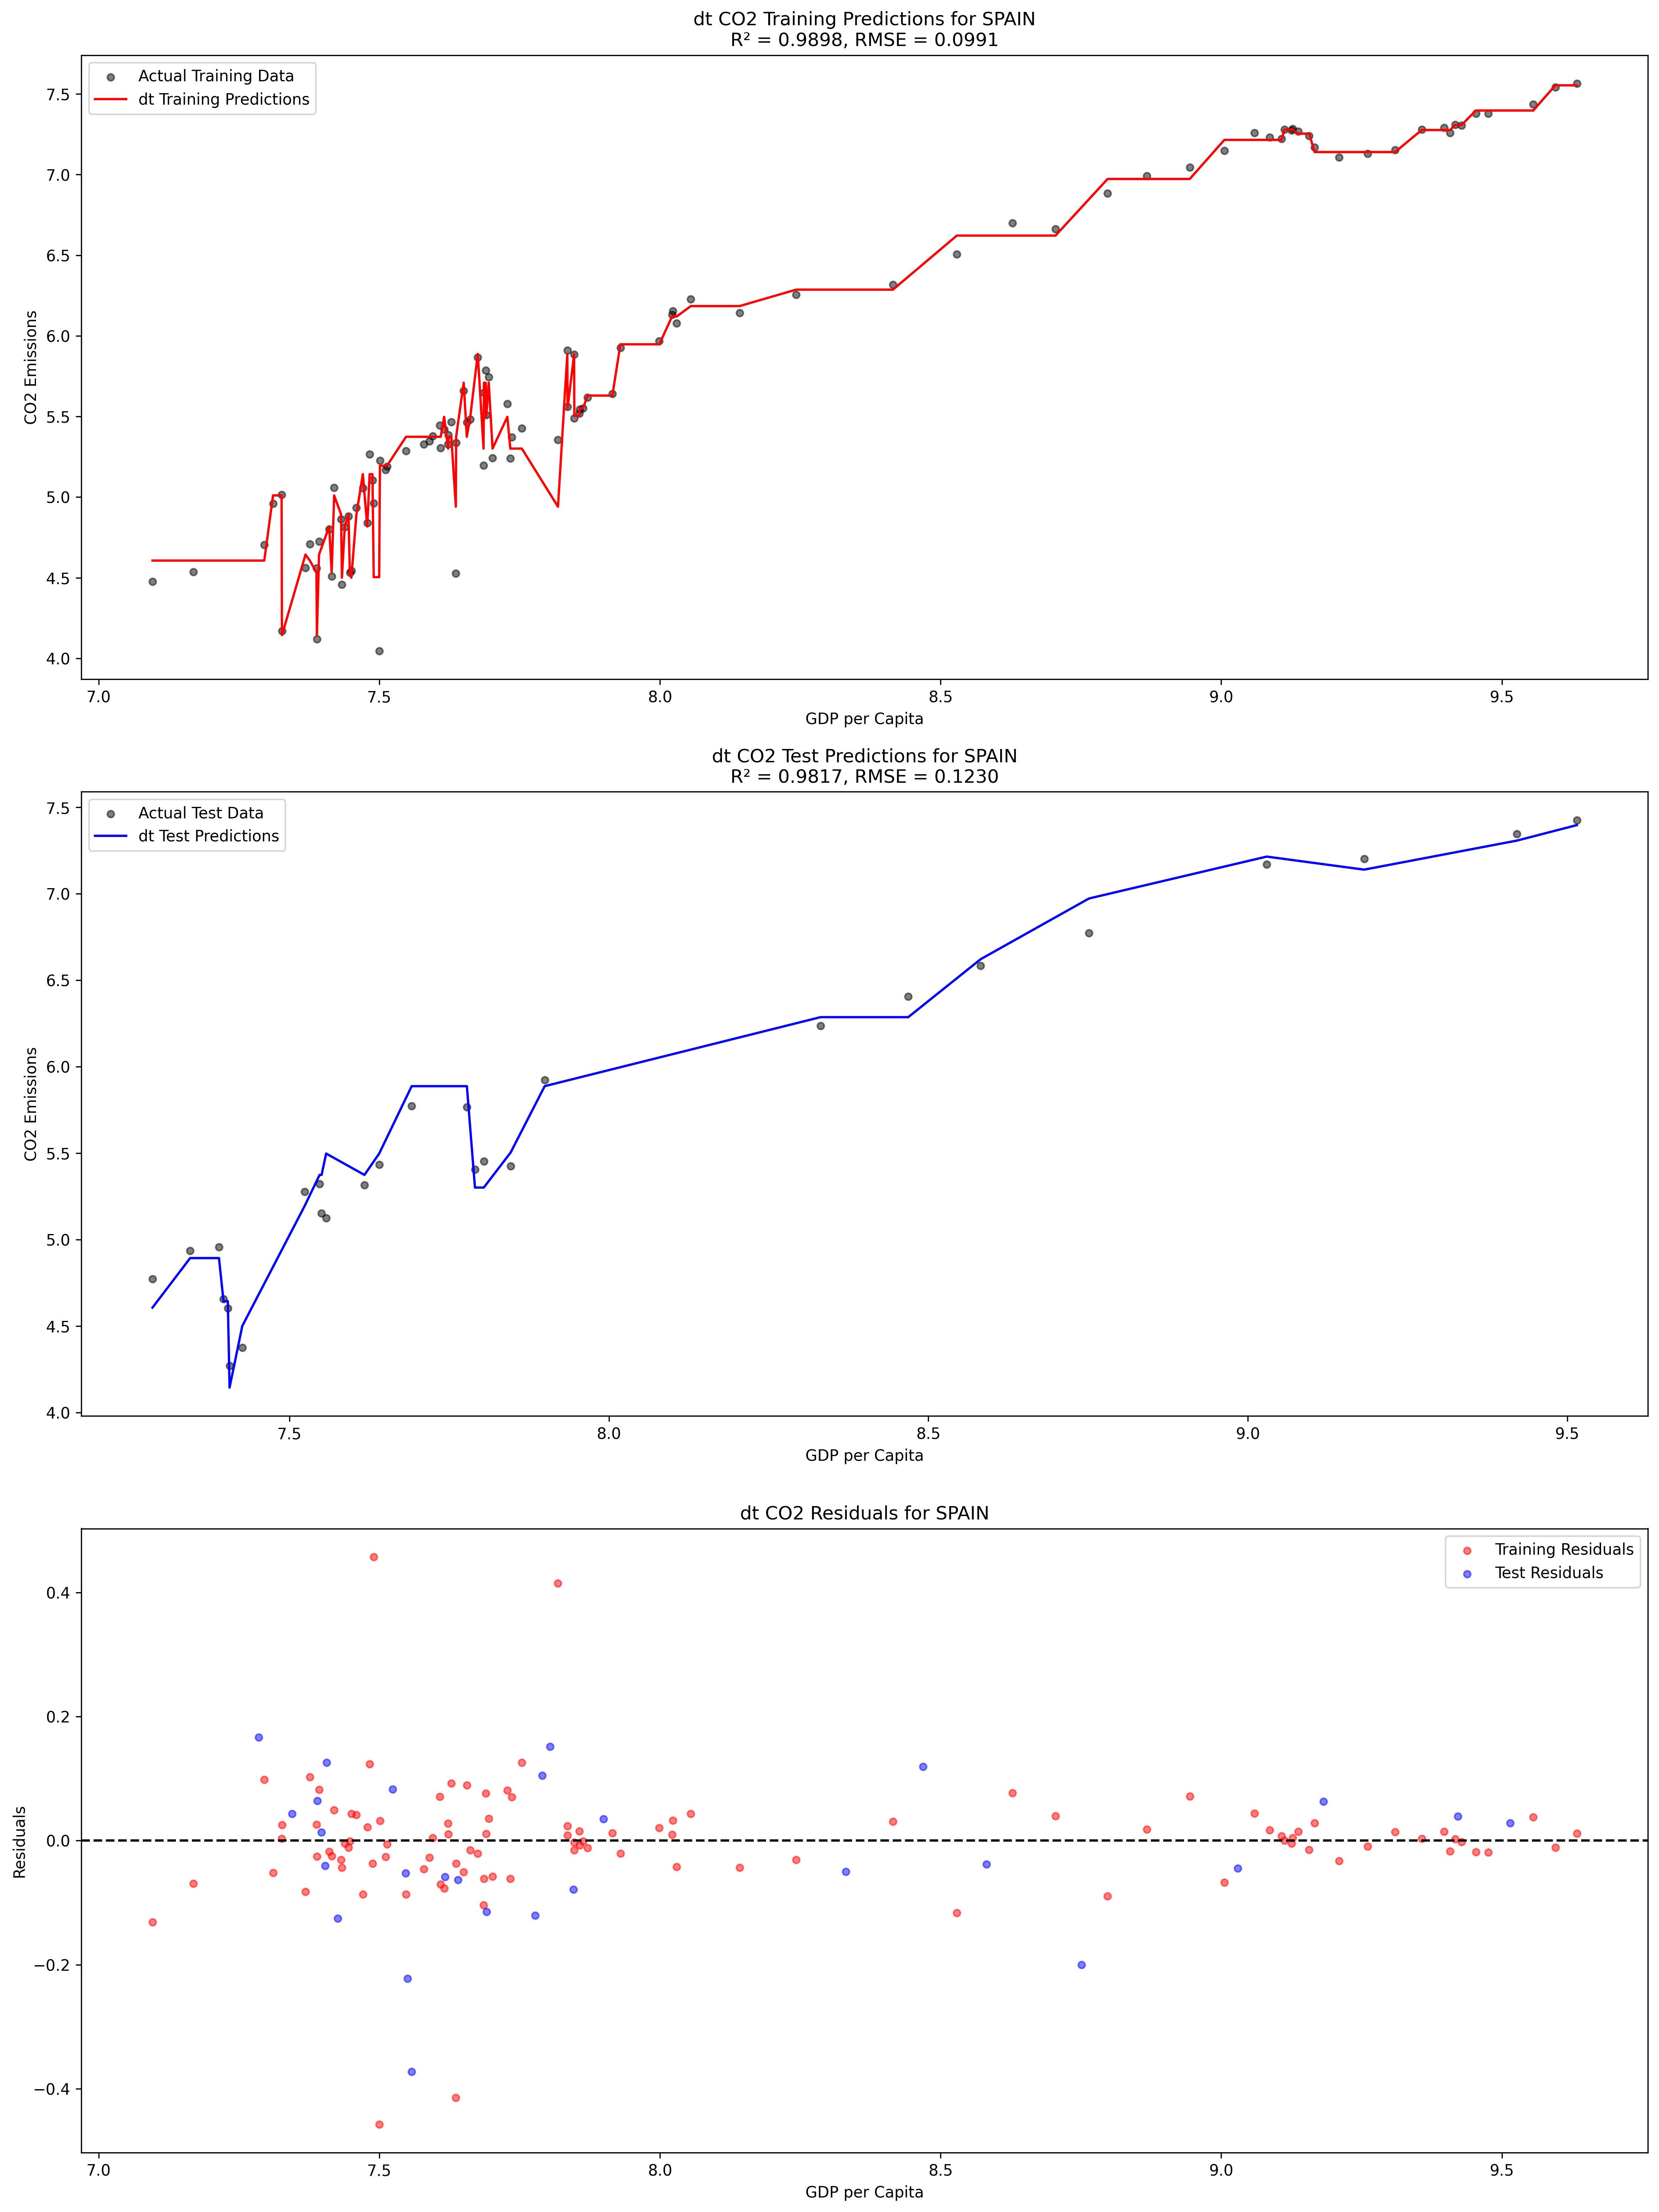 dt CO2 Training Predictions for SPAIN
R² = 0.9898, RMSE = 0.0991
Actual Training Data
dt Training Predictions
CO2 Emissions
7.5
7.0
6.5
6.0
5.5
5.0
4.5
4.0
7.0 7.5 8.0 8.5 9.0 9.5
GDP per Capita
dt CO2 Test Predictions for SPAIN
R² = 0.9817, RMSE = 0.1230
Actual Test Data
dt Test Predictions
CO2 Emissions
7.5
7.0
6.5
6.0
5.5
5.0
4.5
4.0
7.5 8.0 8.5 9.0 9.5
GDP per Capita
dt CO2 Residuals for SPAIN
Training Residuals
Test Residuals
Residuals
0.4
0.2
0.0
−0.2
−0.4
7.0 7.5 8.0 8.5 9.0 9.5
GDP per Capita